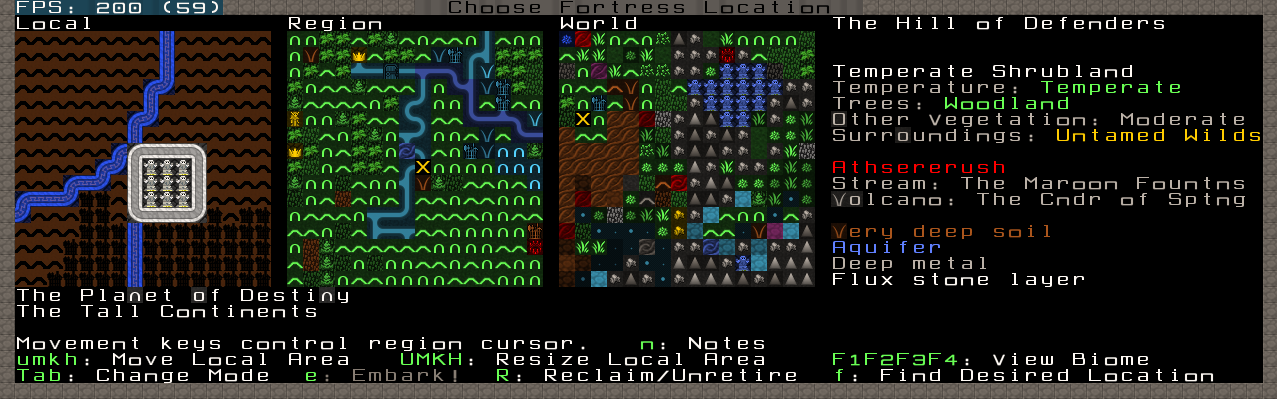 FPS: 200 (59)
Choose Fortress Location
Local Region World The Hill of Defenders
Temperate Shrubland
Temperature: Temperate
Trees: Woodland
Other Vegetation: Moderate
Surroundings: Untamed Wilds
Athsererush
Stream: The Maroon Fountns
Volcano: The Cndr of Sptng
Very deep soil
Aquifer
Deep metal
Flux stone layer
The Planet of Destiny
The Tall Continents
Movement keys control region cursor. n: Notes
umkh: Move Local Area UMKH: Resize Local Area F1F2F3F4: View Biome
Tab: Change Mode e: Embark! R: Reclaim/Unretire f: Find Desired Location